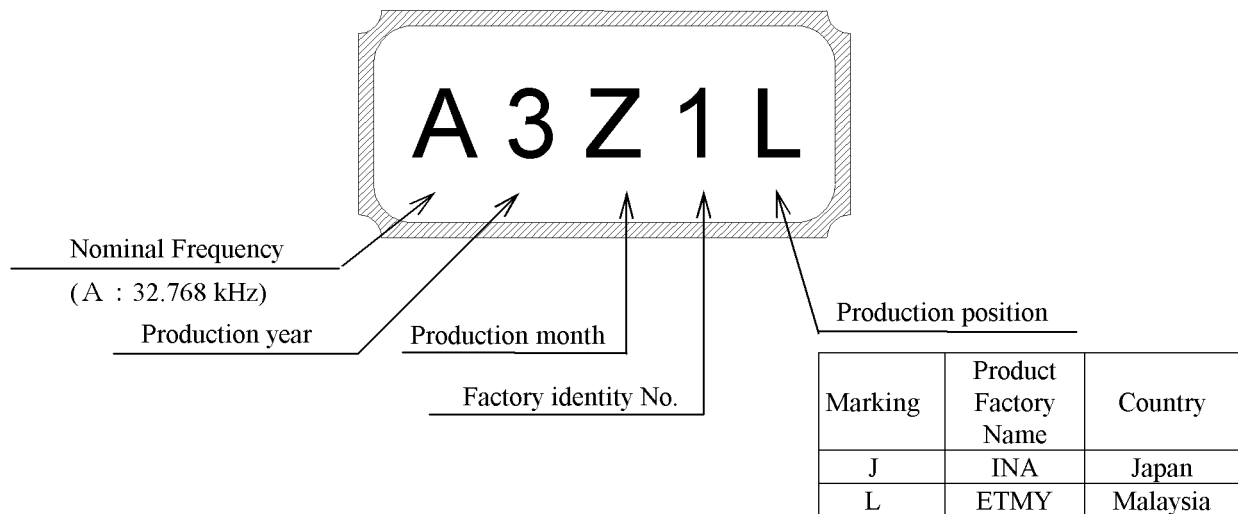 A 3 Z 1 L
Nominal Frequency
(A : 32.768 kHz)
Production year
Production month
Factory identity No.
Production position
Marking Product Factory Name Country
J INA Japan
L ETMY Malaysia